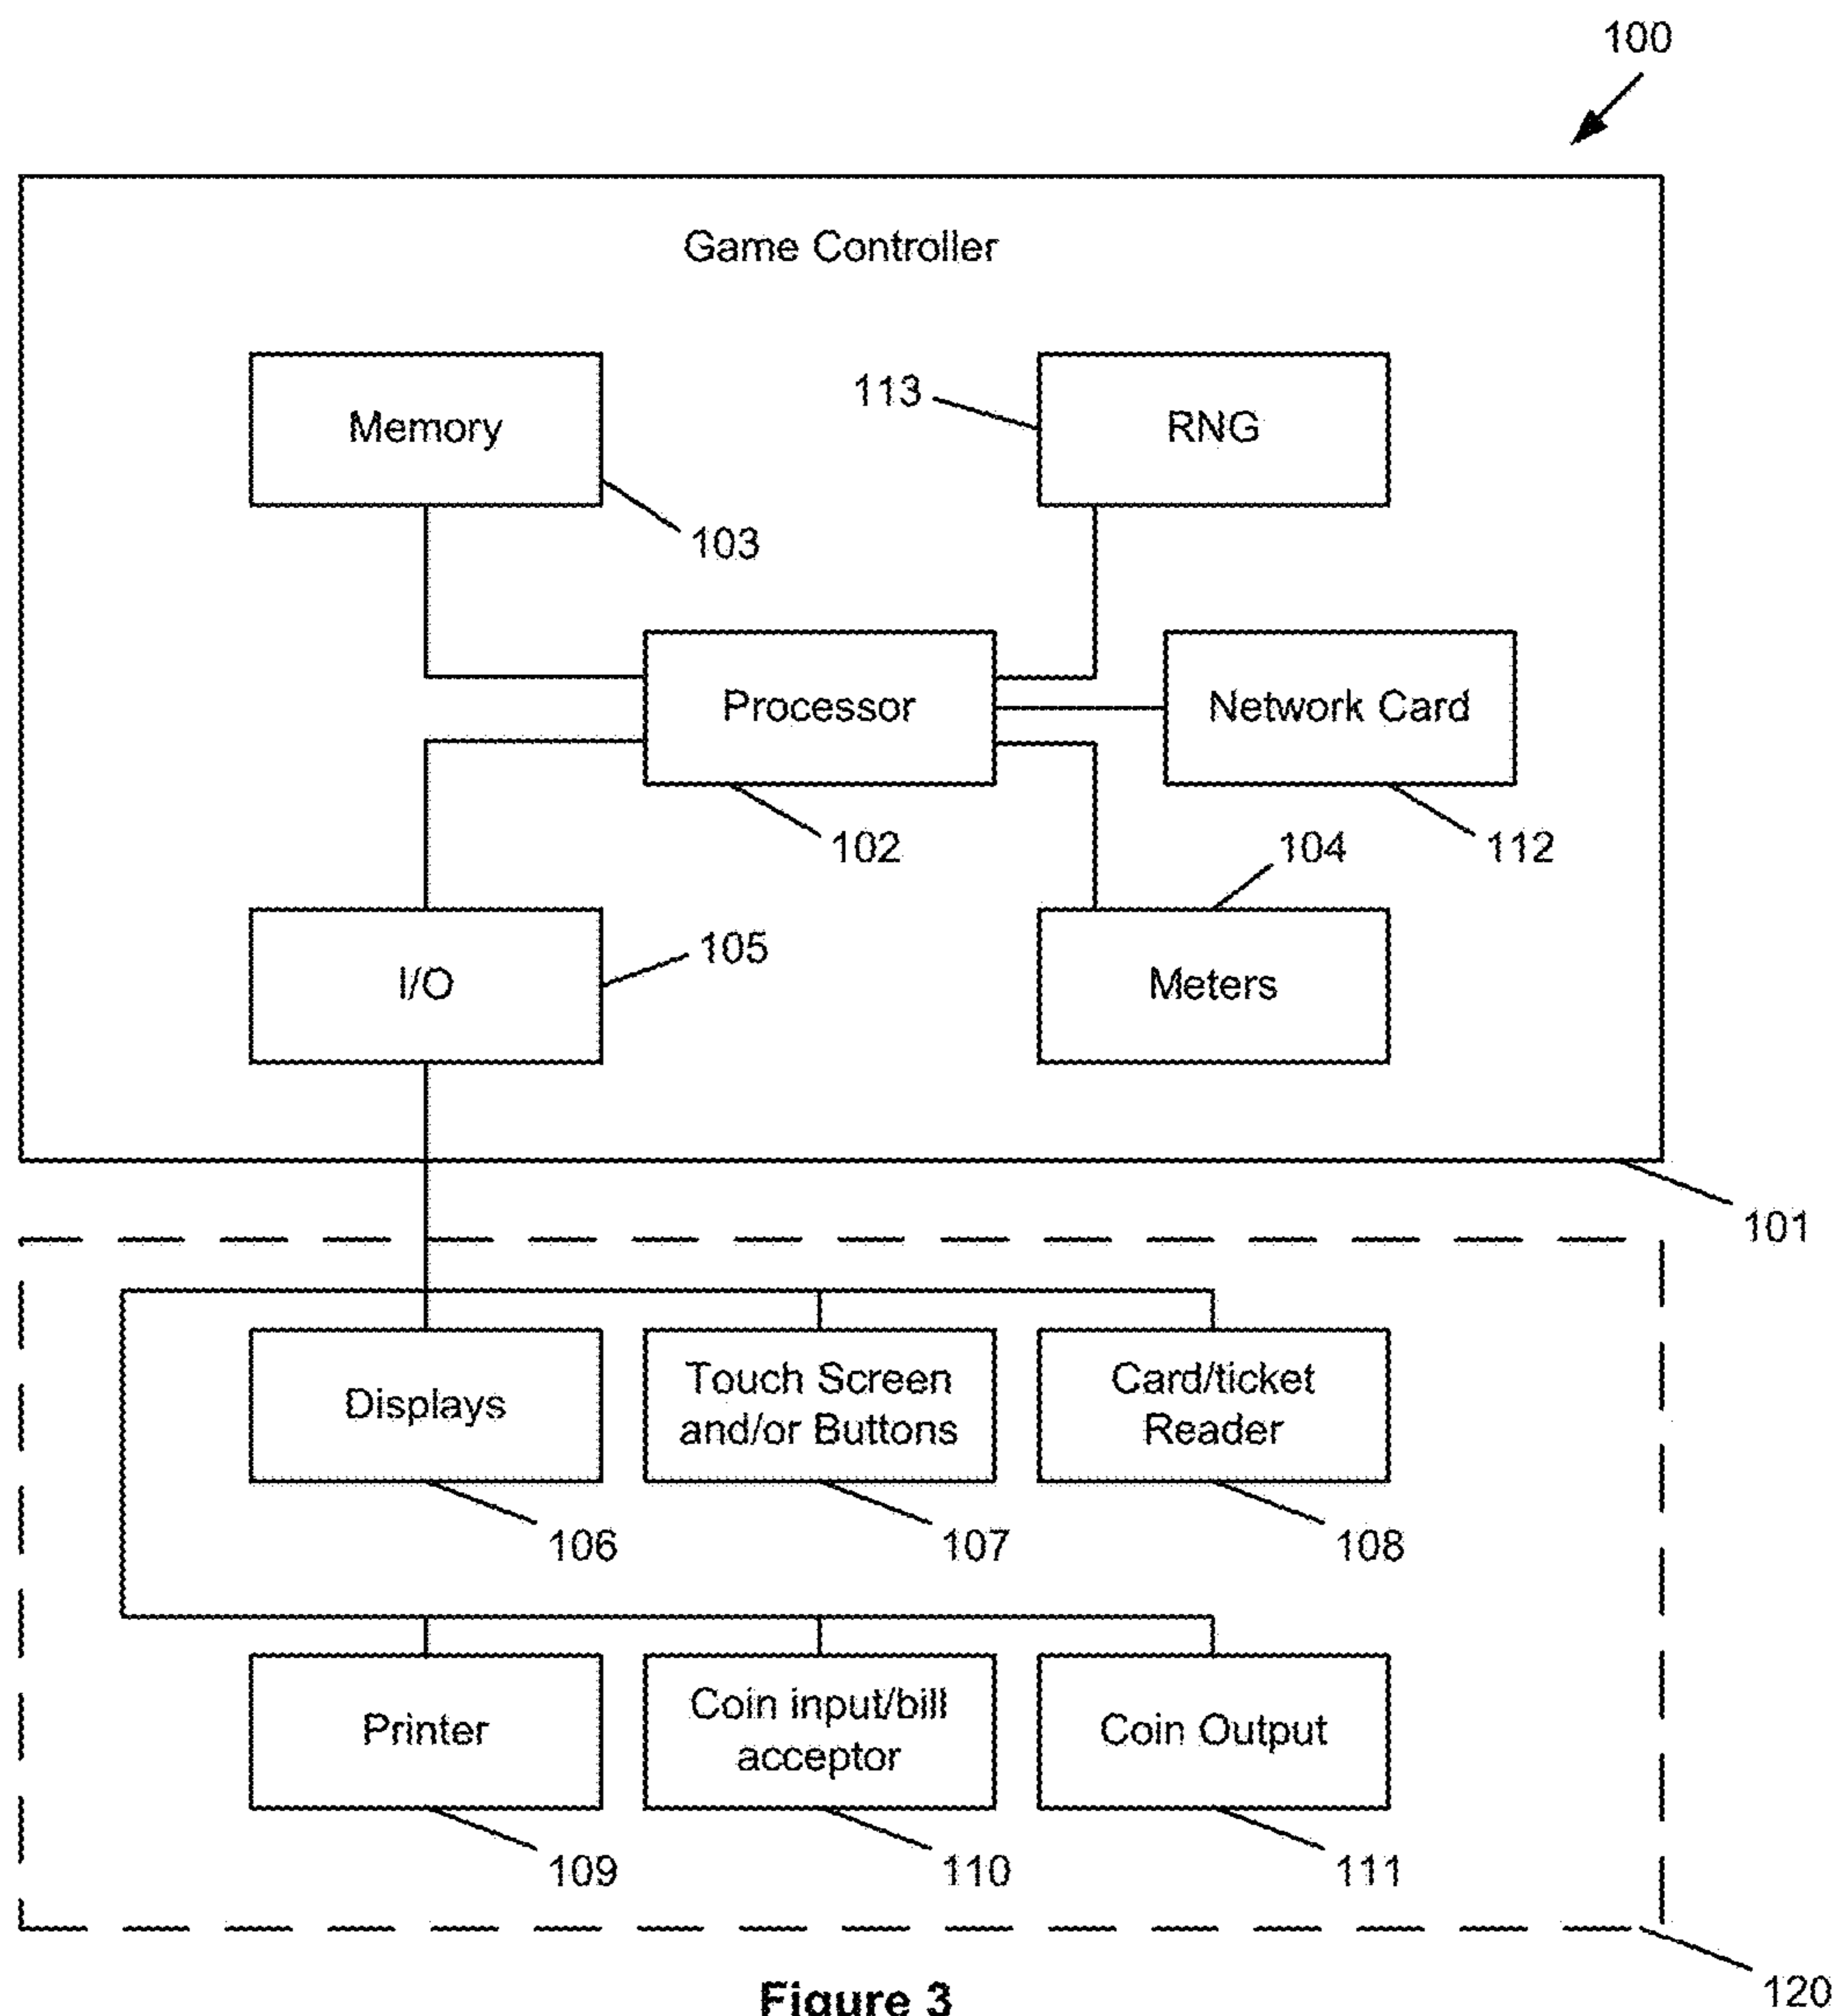 100
Game Controller
Memory
113
RNG
103
Processor
Network Card
102
104
112
I/O
105
Meters
101
Displays
Touch Screen
and/or Buttons
Card/ticket
Reader
106
107
108
Printer
Coin input/bill
acceptor
Coin Output
109
110
111
120
Figure 3